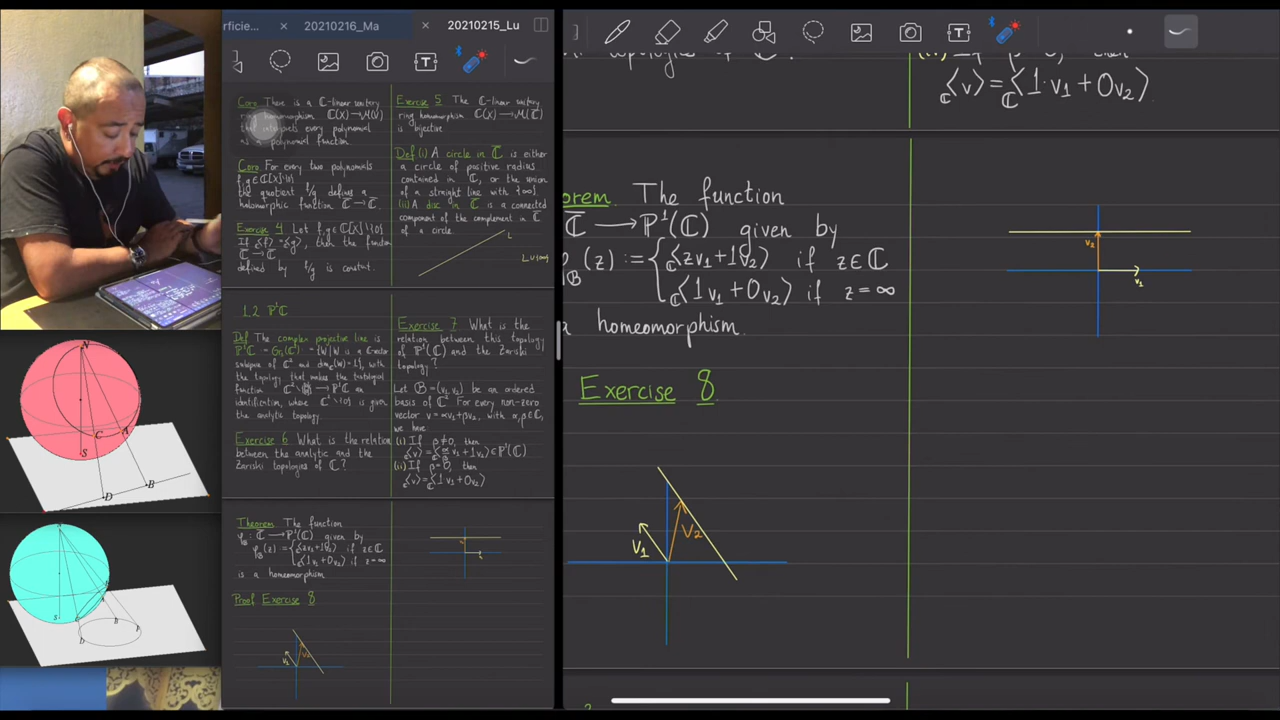 rficie
20210216_Ma
20210215_Lu
Coro There is a ℂ-linear unitary
ring homomorphism ℂ(X)→M(ℂ̅)
that interprets every polynomial
as a polynomial function.
Coro For every two polynomials
f,g∈ℂ[X]\{0}
the quotient f/g defines a
holomorphic function ℂ̅→ℂ̅.
Exercise 4 Let f,g∈ℂ[X]\{0}
If
then the function
ℂ̅→ℂ̅
defined by f/g is constant.
Exercise 5 The ℂ-linear unitary
ring homomorphism ℂ(X)→M(ℂ̅)
is bijective
Def (i) A circle in ℂ̅ is either
a circle of positive radius
contained in ℂ, or the union
of a straight line with {∞}
(ii) A disc in ℂ̅ is a connected
component of the complement in ℂ̅
of a circle.
L
L∪{∞}
1.2 P¹ℂ
Def The complex projective line is
P¹ℂ = Gr₁(ℂ²) = {W | W is a ℂ-vector
subspace of ℂ² and dim_ℂ(W) = 1}, with
the topology that makes the tautological
function of ℂ²\{0} → P¹ℂ an
identification, where ℂ²\{0} is given
the analytic topology.
Exercise 6 What is the relation
between the analytic and the
Zariski topologies of ℂ?
Exercise 7 What is the
relation between this topology
of P¹(ℂ) and the Zariski
topology?
Let B=(v₁,v₂) be an ordered
basis of ℂ² For every non-zero
vector v=αv₁+βv₂, with α,β∈ℂ,
we have
(i) If β≠0, then
ℂ⟨v⟩=ℂ⟨α/β v₁+1v₂⟩∈P¹(ℂ)
(ii) If β=0, then
ℂ⟨v⟩=ℂ⟨1v₁+0v₂⟩
Theorem The function
φ_B: ℂ̅→P¹(ℂ) given by
φ_B(z):={ℂ⟨zv₁+1v₂⟩ if z∈ℂ
ℂ⟨1v₁+0v₂⟩ if z=∞
is a homeomorphism
Proof Exercise 8
v₁
v₂
topologies of ℂ?
ℂ⟨v⟩=ℂ⟨1·v₁+0v₂⟩
orem The function
ℂ̅→P¹(ℂ) given by
φ_B(z):={ℂ⟨zv₁+1v₂⟩ if z∈ℂ
ℂ⟨1v₁+0v₂⟩ if z=∞
a homeomorphism.
Exercise 8
v₂
v₁
v₁
v₂
N
C
A
S
D
B
S
D